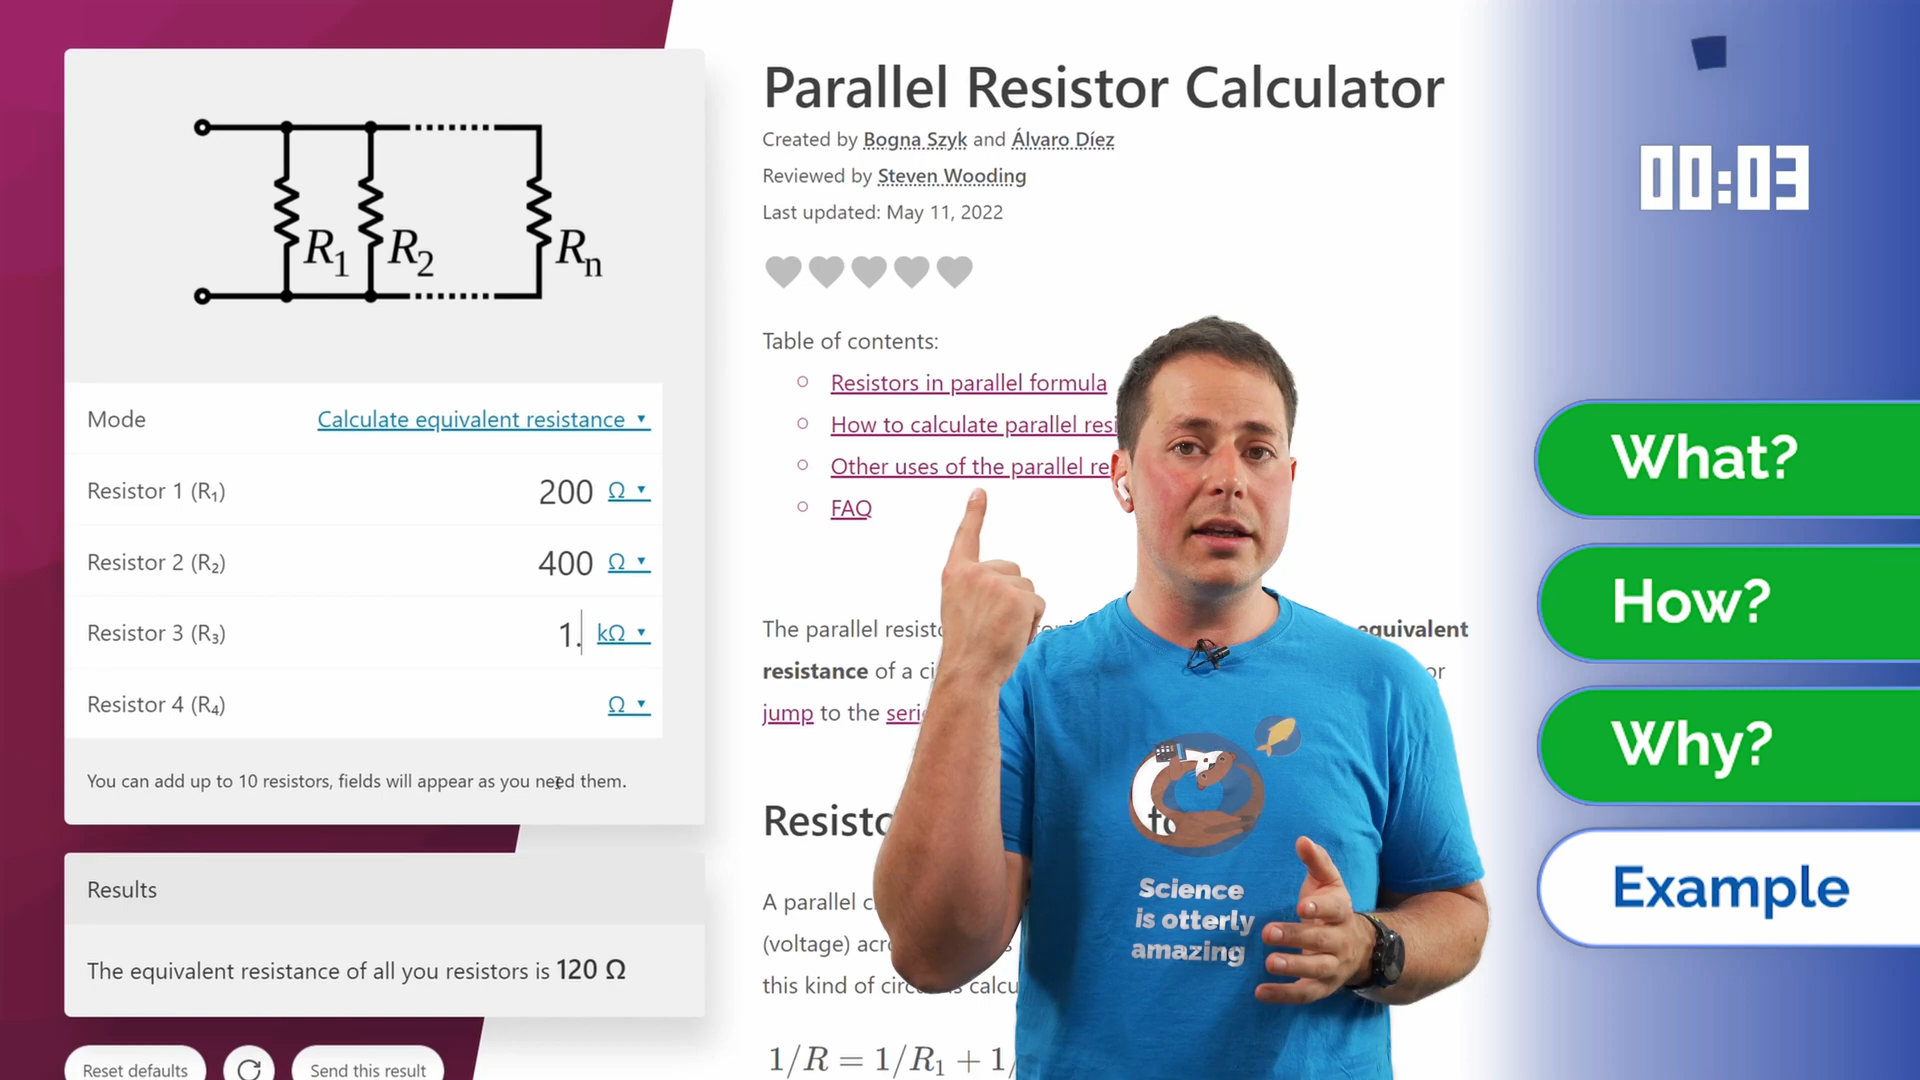 R1
R2
Rn
Mode
Calculate equivalent resistance
Resistor 1 (R₁)
200 Ω
Resistor 2 (R₂)
400 Ω
Resistor 3 (R₃)
1. kΩ
Resistor 4 (R₄)
Ω
You can add up to 10 resistors, fields will appear as you need them.
Results
The equivalent resistance of all you resistors is 120 Ω
Reset defaults
Send this result
Parallel Resistor Calculator
Created by Bogna Szyk and Álvaro Díez
Reviewed by Steven Wooding
Last updated: May 11, 2022
Table of contents:
Resistors in parallel formula
How to calculate parallel resi
Other uses of the parallel re
FAQ
The parallel resist equivalent
resistance of a ci or
jump to the seri
Resisto fo
A parallel c
(voltage) acr
this kind of circ is calcu
1/R = 1/R₁ + 1/
Science
is otterly
amazing
00:03
What?
How?
Why?
Example